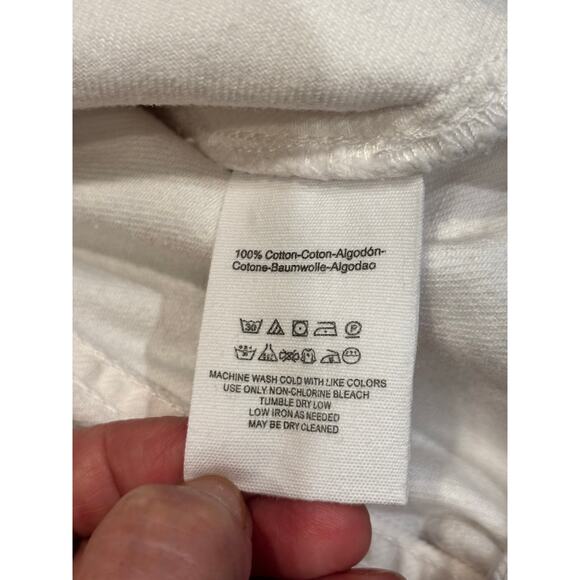 100% Cotton-Coton-Algodón-
Cotone-Baumwolle-Algodao
30 P
MACHINE WASH COLD WITH LIKE COLORS
USE ONLY NON-CHLORINE BLEACH
TUMBLE DRY LOW
LOW IRON AS NEEDED
MAY BE DRY CLEANED